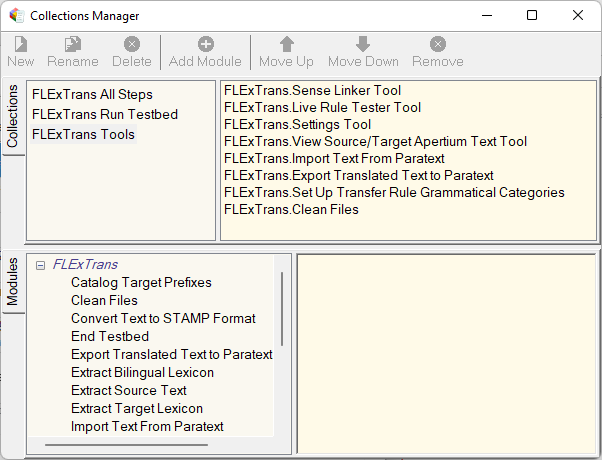 Collections Manager
New Rename Delete Add Module Move Up Move Down Remove
Collections
FLExTrans All Steps
FLExTrans Run Testbed
FLExTrans Tools
FLExTrans.Sense Linker Tool
FLExTrans.Live Rule Tester Tool
FLExTrans.Settings Tool
FLExTrans.View Source/Target Apertium Text Tool
FLExTrans.Import Text From Paratext
FLExTrans.Export Translated Text to Paratext
FLExTrans.Set Up Transfer Rule Grammatical Categories
FLExTrans.Clean Files
Modules
FLExTrans
Catalog Target Prefixes
Clean Files
Convert Text to STAMP Format
End Testbed
Export Translated Text to Paratext
Extract Bilingual Lexicon
Extract Source Text
Extract Target Lexicon
Import Text From Paratext